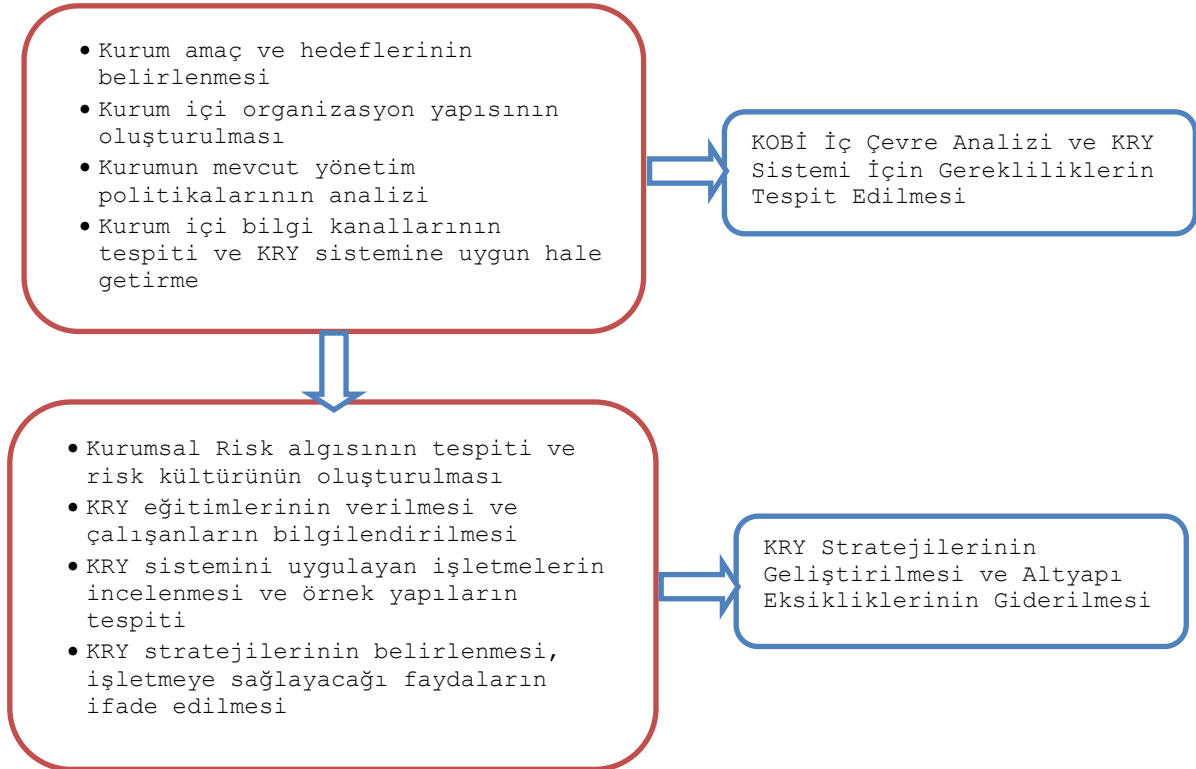 • Kurum amaç ve hedeflerinin
belirlenmesi
• Kurum içi organizasyon yapısının
oluşturulması
• Kurumun mevcut yönetim
politikalarının analizi
• Kurum içi bilgi kanallarının
tespiti ve KRY sistemine uygun hale
getirme
KOBİ İç Çevre Analizi ve KRY
Sistemi İçin Gerekliliklerin
Tespit Edilmesi
• Kurumsal Risk algısının tespiti ve
risk kültürünün oluşturulması
• KRY eğitimlerinin verilmesi ve
çalışanların bilgilendirilmesi
• KRY sistemini uygulayan işletmelerin
incelenmesi ve örnek yapıların
tespiti
• KRY stratejilerinin belirlenmesi,
işletmeye sağlayacağı faydaların
ifade edilmesi
KRY Stratejilerinin
Geliştirilmesi ve Altyapı
Eksikliklerinin Giderilmesi